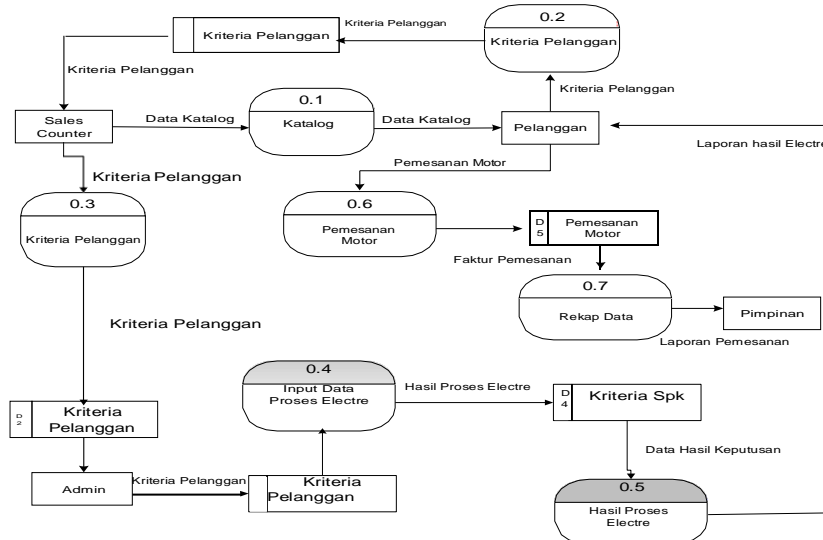 0.2
Kriteria Pelanggan
Kriteria Pelanggan
Kriteria Pelanggan
Kriteria Pelanggan
Kriteria Pelanggan
Sales
Counter
Data Katalog
0.1
Katalog
Data Katalog
Pelanggan
Laporan hasil Electre
Kriteria Pelanggan
Pemesanan Motor
0.3
Kriteria Pelanggan
0.6
Pemesanan
Motor
D
5
Pemesanan
Motor
Faktur Pemesanan
0.7
Rekap Data
Pimpinan
Laporan Pemesanan
Kriteria Pelanggan
0.4
Input Data
Proses Electre
Hasil Proses Electre
D
4
Kriteria Spk
D
2
Kriteria
Pelanggan
Data Hasil Keputusan
Admin
Kriteria Pelanggan
Kriteria
Pelanggan
0.5
Hasil Proses
Electre